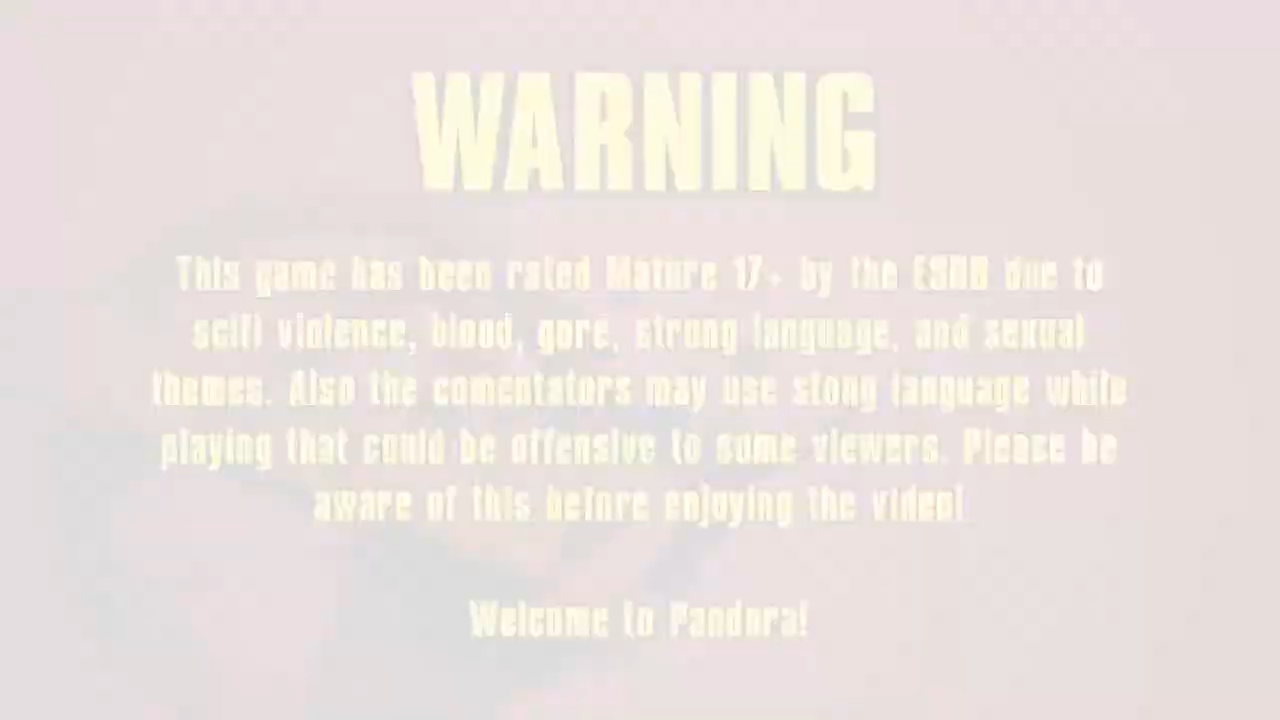 WARNING
This game has been rated Mature 17+ by the ESRB due to
scifi violence, blood, gore, strong language, and sexual
themes. Also the comentators may use stong language while
playing that could be offensive to some viewers. Please be
aware of this before enjoying the video!
Welcome to Pandora!